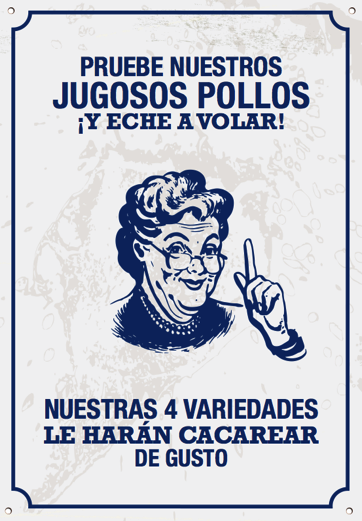 PRUEBE NUESTROS
JUGOSOS POLLOS
¡Y ECHE A VOLAR!
NUESTRAS 4 VARIEDADES
LE HARÁN CACAREAR
DE GUSTO